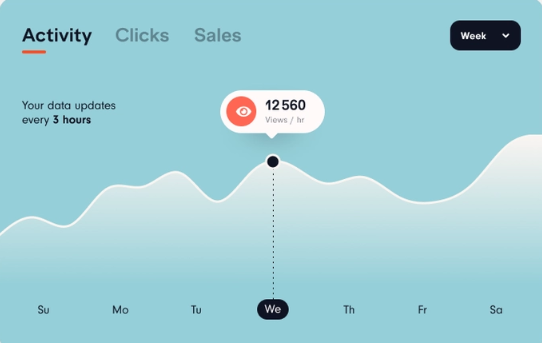 Activity Clicks Sales
Week
Your data updates
every 3 hours
12 560
Views / hr
Su Mo Tu We Th Fr Sa